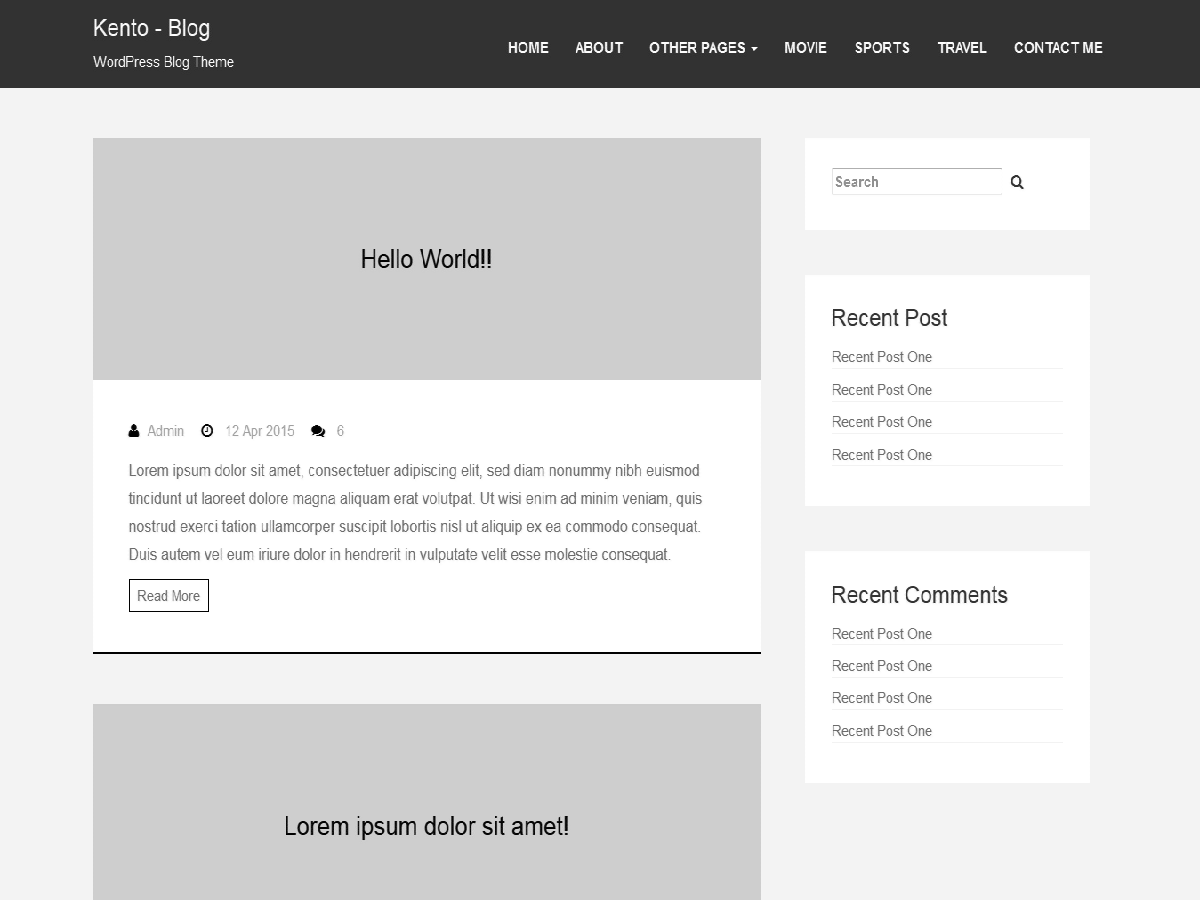 Kento - Blog
WordPress Blog Theme
HOME ABOUT OTHER PAGES MOVIE SPORTS TRAVEL CONTACT ME
Hello World!!
Admin 12 Apr 2015 6
Lorem ipsum dolor sit amet, consectetuer adipiscing elit, sed diam nonummy nibh euismod
tincidunt ut laoreet dolore magna aliquam erat volutpat. Ut wisi enim ad minim veniam, quis
nostrud exerci tation ullamcorper suscipit lobortis nisl ut aliquip ex ea commodo consequat.
Duis autem vel eum iriure dolor in hendrerit in vulputate velit esse molestie consequat.
Read More
Lorem ipsum dolor sit amet!
Search
Recent Post
Recent Post One
Recent Post One
Recent Post One
Recent Post One
Recent Comments
Recent Post One
Recent Post One
Recent Post One
Recent Post One